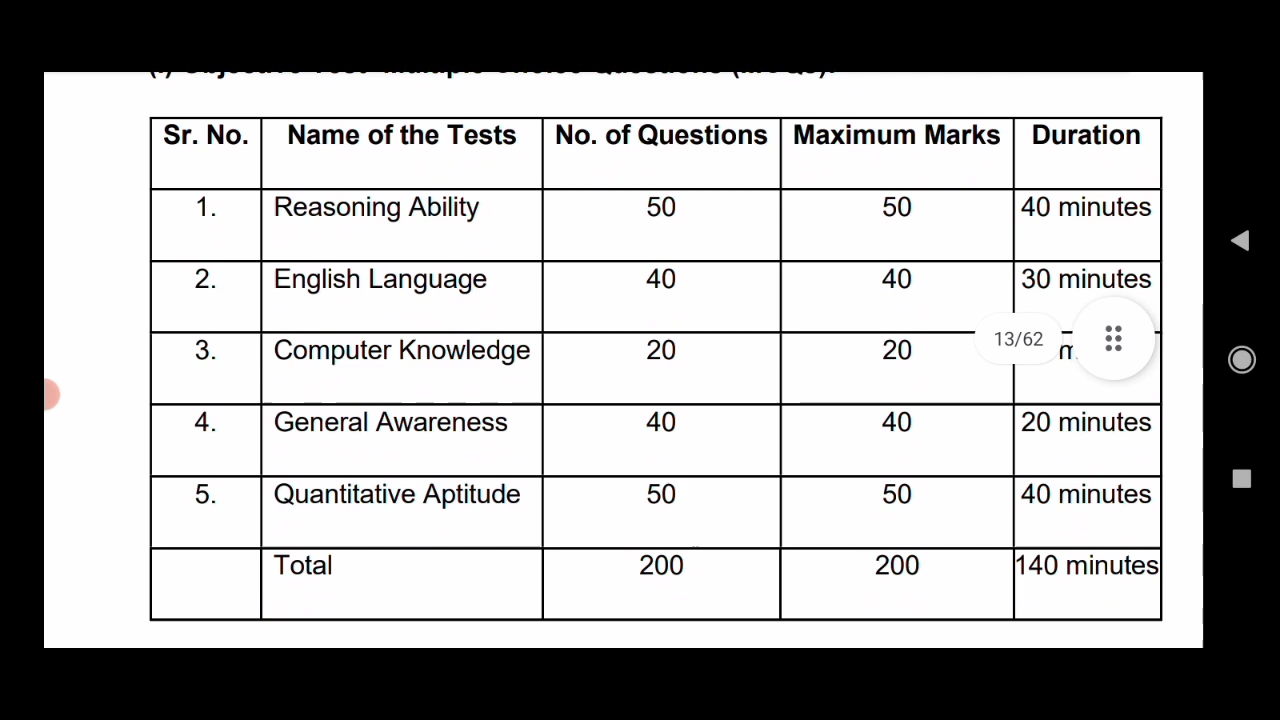 Sr. No. Name of the Tests No. of Questions Maximum Marks Duration
1. Reasoning Ability 50 50 40 minutes
2. English Language 40 40 30 minutes
3. Computer Knowledge 20 20
13/62
4. General Awareness 40 40 20 minutes
5. Quantitative Aptitude 50 50 40 minutes
Total 200 200 140 minutes